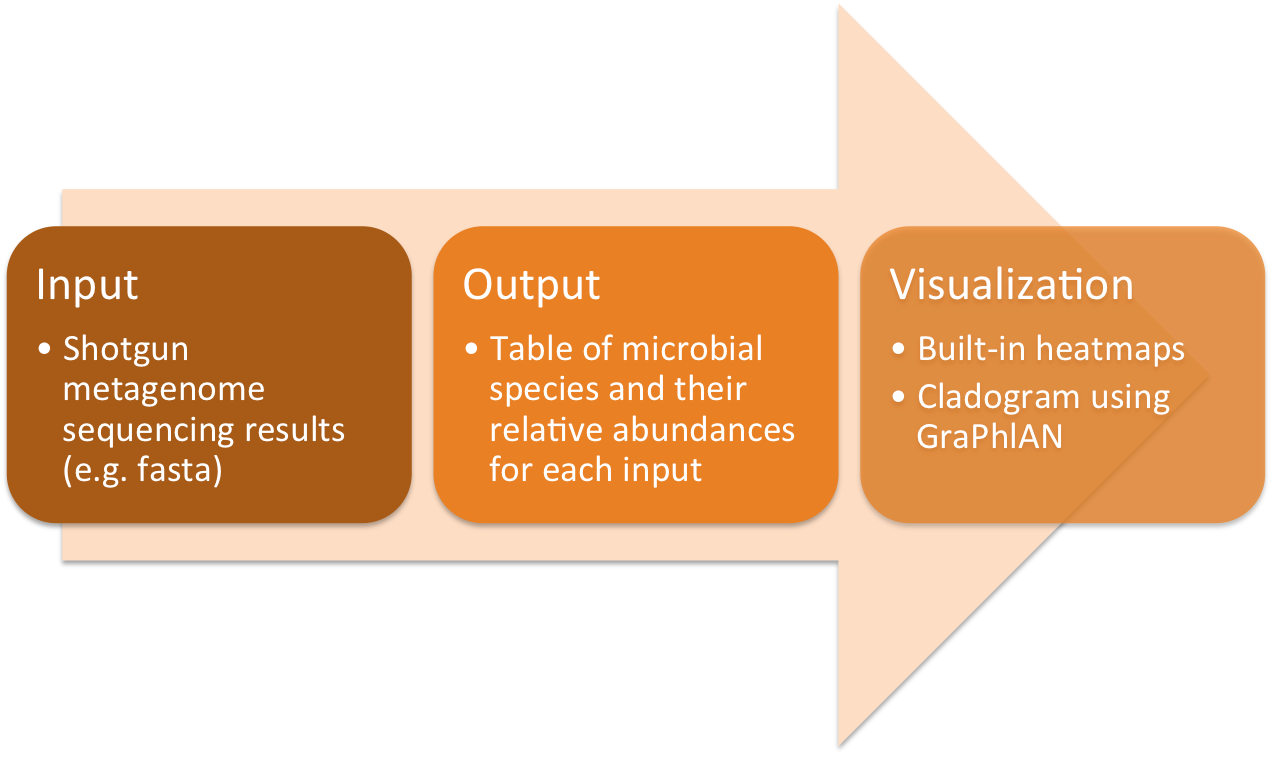 Input
• Shotgun
metagenome
sequencing results
(e.g. fasta)
Output
• Table of microbial
species and their
relative abundances
for each input
Visualization
• Built-in heatmaps
• Cladogram using
GraPhlAN